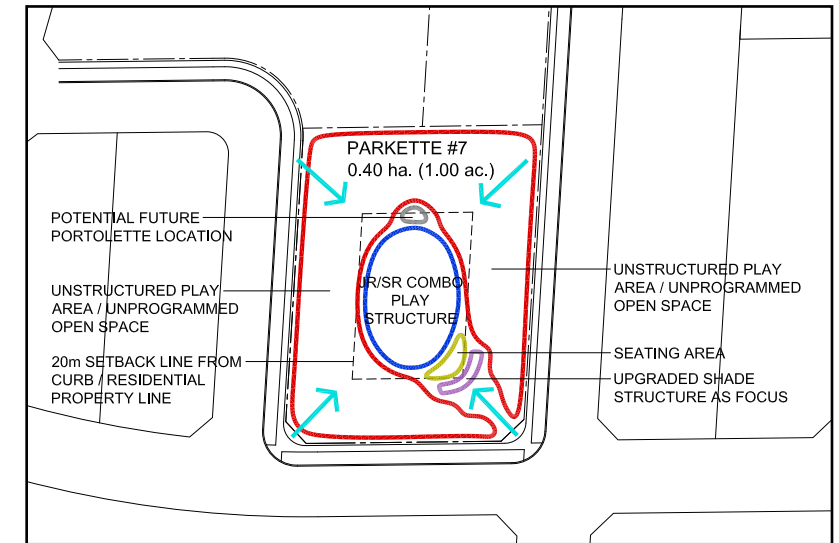 PARKETTE #7
0.40 ha. (1.00 ac.)
POTENTIAL FUTURE
PORTOLETTE LOCATION
UNSTRUCTURED PLAY
AREA / UNPROGRAMMED
OPEN SPACE
20m SETBACK LINE FROM
CURB / RESIDENTIAL
PROPERTY LINE
JR/SR COMBO
PLAY
STRUCTURE
UNSTRUCTURED PLAY
AREA / UNPROGRAMMED
OPEN SPACE
SEATING AREA
UPGRADED SHADE
STRUCTURE AS FOCUS